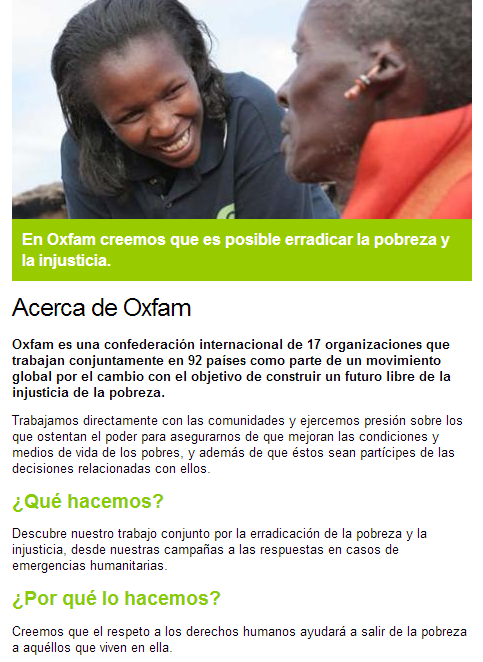 En Oxfam creemos que es posible erradicar la pobreza y
la injusticia.
Acerca de Oxfam
Oxfam es una confederación internacional de 17 organizaciones que
trabajan conjuntamente en 92 países como parte de un movimiento
global por el cambio con el objetivo de construir un futuro libre de la
injusticia de la pobreza.
Trabajamos directamente con las comunidades y ejercemos presión sobre los
que ostentan el poder para asegurarnos de que mejoran las condiciones y
medios de vida de los pobres, y además de que éstos sean partícipes de las
decisiones relacionadas con ellos.
¿Qué hacemos?
Descubre nuestro trabajo conjunto por la erradicación de la pobreza y la
injusticia, desde nuestras campañas a las respuestas en casos de
emergencias humanitarias.
¿Por qué lo hacemos?
Creemos que el respeto a los derechos humanos ayudará a salir de la pobreza
a aquéllos que viven en ella.